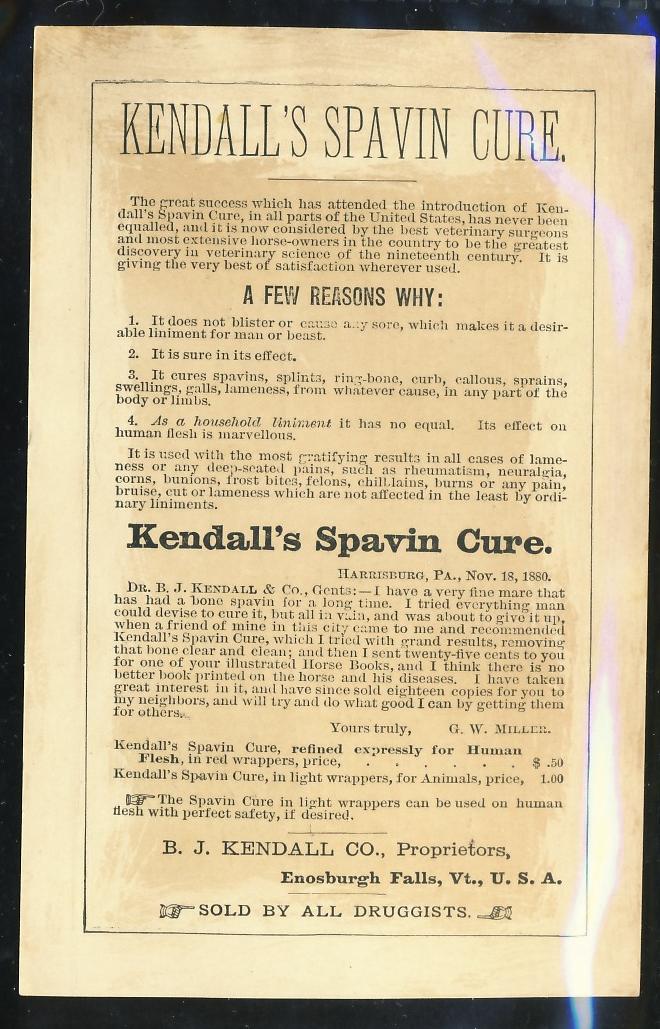 KENDALL'S SPAVIN CURE.
The great success which has attended the introduction of Ken-
dall's Spavin Cure, in all parts of the United States, has never been
equalled, and it is now considered by the best veterinary surgeons
and most extensive horse-owners in the country to be the greatest
discovery in veterinary science of the nineteenth century. It is
giving the very best of satisfaction wherever used.
A FEW REASONS WHY:
1. It does not blister or cause any sore, which makes it a desir-
able liniment for man or beast.
2. It is sure in its effect.
3. It cures spavins, splints, ring-bone, curb, callous, sprains,
swellings, galls, lameness, from whatever cause, in any part of the
body or limbs.
4. As a household liniment it has no equal. Its effect on
human flesh is marvellous.
It is used with the most gratifying results in all cases of lame-
ness or any deep-seated pains, such as rheumatism, neuralgia,
corns, bunions, frost bites, felons, chilblains, burns or any pain,
bruise, cut or lameness which are not affected in the least by ordi-
nary liniments.
Kendall's Spavin Cure.
HARRISBURG, PA., NOV. 18, 1880.
DR. B. J. KENDALL & CO., Gents:—I have a very fine mare that
has had a bone spavin for a long time. I tried everything man
could devise to cure it, but all in vain, and was about to give it up,
when a friend of mine in this city came to me and recommended
Kendall's Spavin Cure, which I tried with grand results, removing
that bone clear and clean; and then I sent twenty-five cents to you
for one of your illustrated Horse Books, and I think there is no
better book printed on the horse and his diseases. I have taken
great interest in it, and have since sold eighteen copies for you to
my neighbors, and will try and do what good I can by getting them
for others.
Yours truly, G. W. MILLER.
Kendall's Spavin Cure, refined expressly for Human
Flesh, in red wrappers, price, . . . . . . $ .50
Kendall's Spavin Cure, in light wrappers, for Animals, price, 1.00
☞ The Spavin Cure in light wrappers can be used on human
flesh with perfect safety, if desired.
B. J. KENDALL CO., Proprietors,
Enosburgh Falls, Vt., U. S. A.
☞ SOLD BY ALL DRUGGISTS. ☜